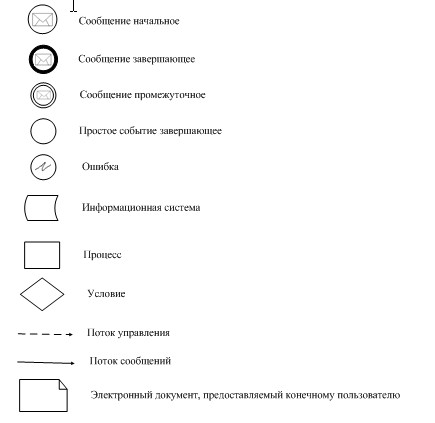 Сообщение начальное
Сообщение завершающее
Сообщение промежуточное
Простое событие завершающее
Ошибка
Информационная система
Процесс
Условие
Поток управления
Поток сообщений
Электронный документ, предоставляемый конечному пользователю